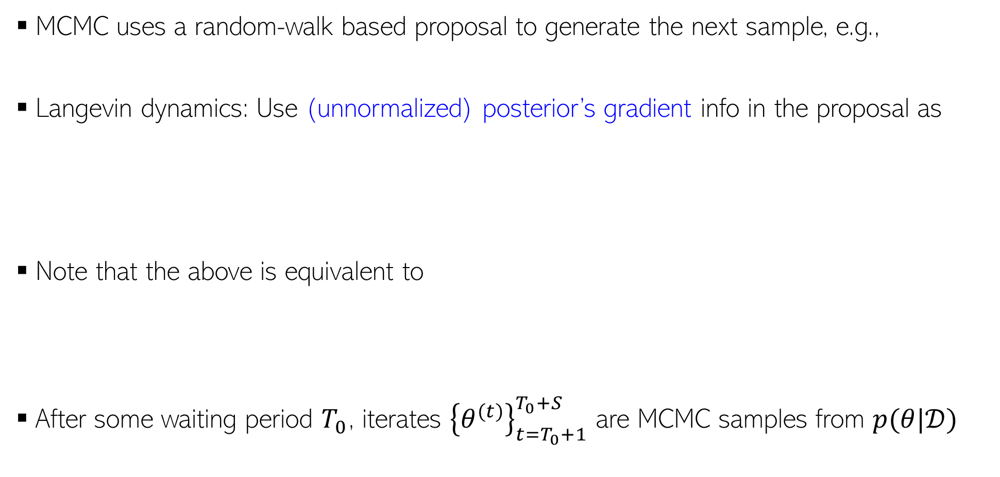 ▪ MCMC uses a random-walk based proposal to generate the next sample, e.g.,
▪ Langevin dynamics: Use (unnormalized) posterior’s gradient info in the proposal as
▪ Note that the above is equivalent to
▪ After some waiting period $T_0$, iterates $\{\theta^{(t)}\}_{t=T_0+1}^{T_0+S}$ are MCMC samples from $p(\theta|\mathcal{D})$